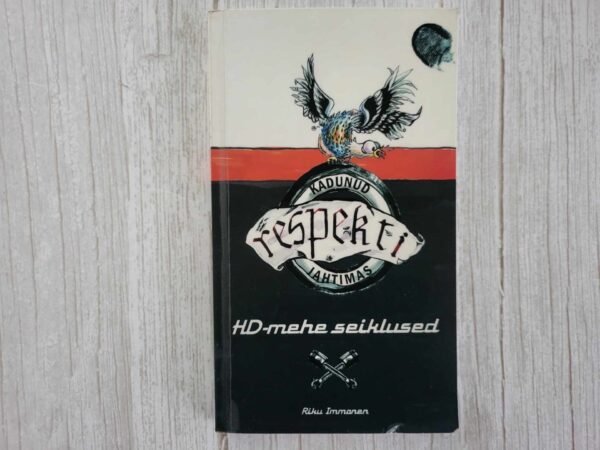 KADUNUD
respekti
JAHTIMAS
HD-mehe seiklused
Riku Immonen